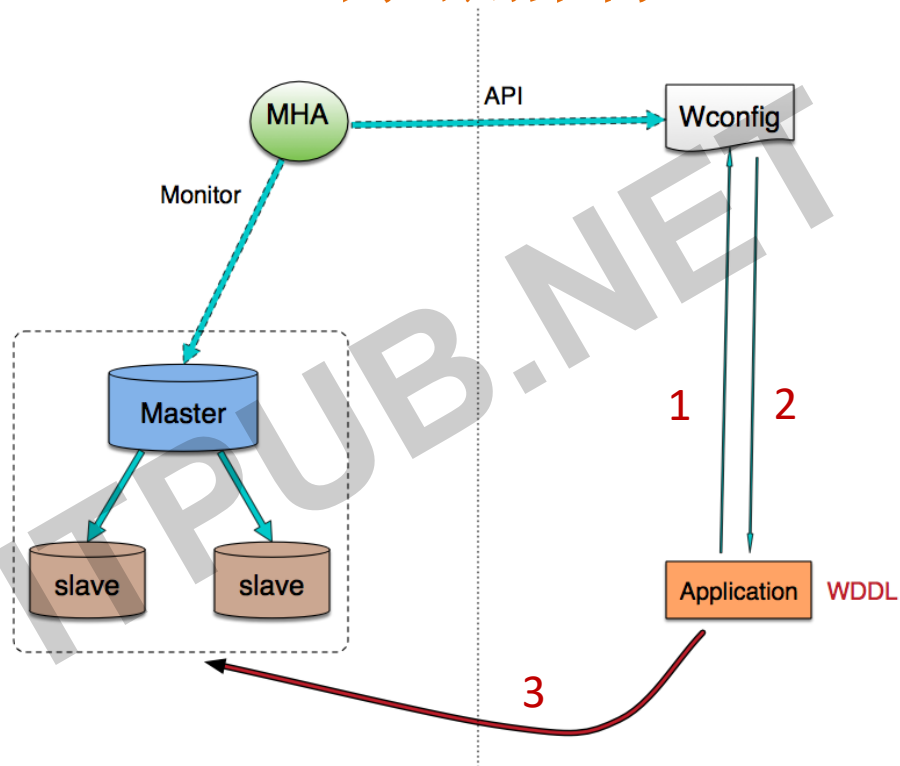 API
MHA
Wconfig
Monitor
Master
1
2
slave
slave
Application
WDDL
3
ITPUB.NET